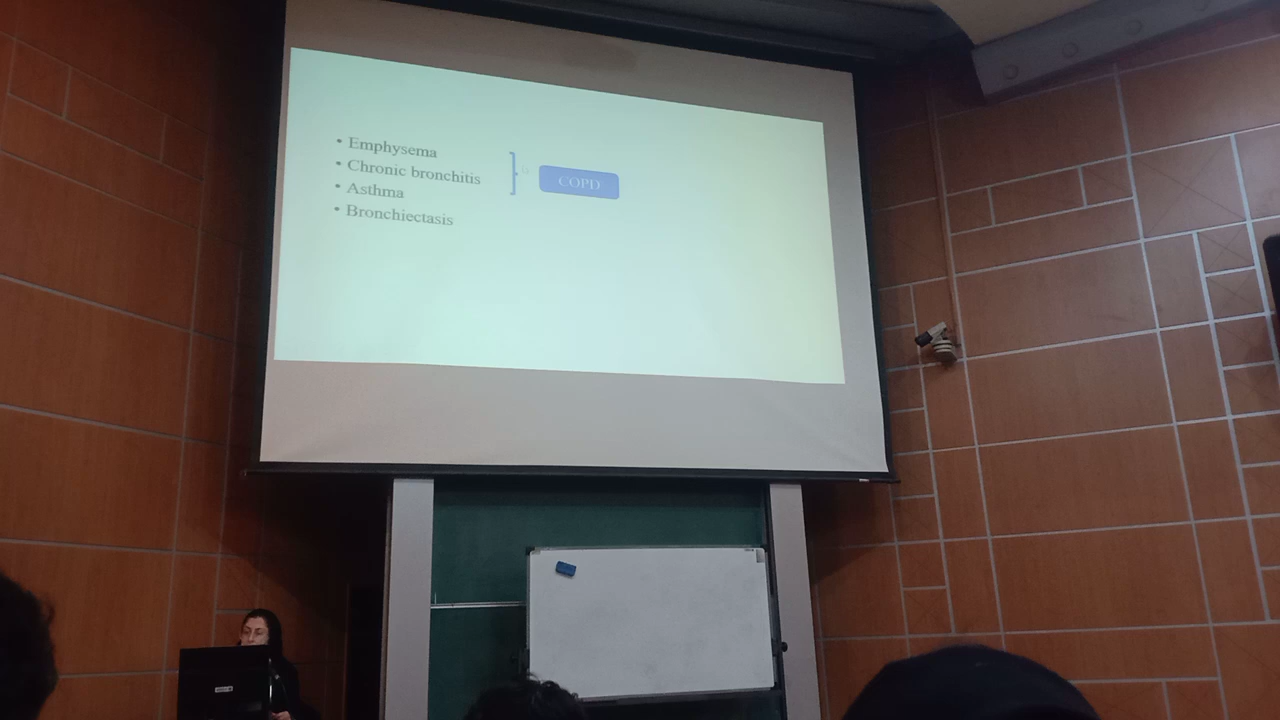 • Emphysema
• Chronic bronchitis
• Asthma
• Bronchiectasis
COPD